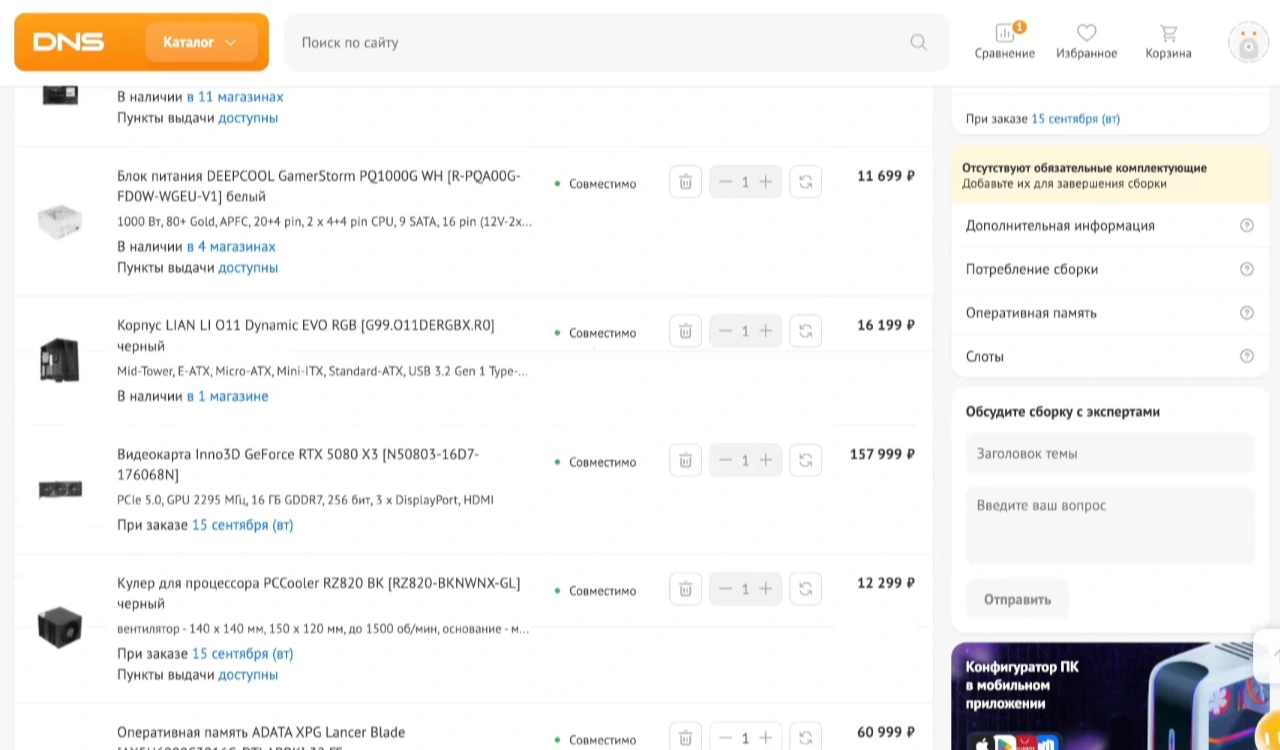 DNS
Каталог
Поиск по сайту
1
Сравнение
Избранное
Корзина
В наличии в 11 магазинах
Пункты выдачи доступны
Блок питания DEEPCOOL GamerStorm PQ1000G WH [R-PQA00G-
FD0W-WGEU-V1] белый
1000 Вт, 80+ Gold, APFC, 20+4 pin, 2 x 4+4 pin CPU, 9 SATA, 16 pin (12V-2x...
В наличии в 4 магазинах
Пункты выдачи доступны
Совместимо
1
11 699 ₽
Корпус LIAN LI O11 Dynamic EVO RGB [G99.O11DERGBX.R0]
черный
Mid-Tower, E-ATX, Micro-ATX, Mini-ITX, Standard-ATX, USB 3.2 Gen 1 Type-...
В наличии в 1 магазине
Совместимо
1
16 199 ₽
Видеокарта Inno3D GeForce RTX 5080 X3 [N50803-16D7-
176068N]
PCIe 5.0, GPU 2295 МГц, 16 ГБ GDDR7, 256 бит, 3 x DisplayPort, HDMI
При заказе 15 сентября (вт)
Совместимо
1
157 999 ₽
Кулер для процессора PCCooler RZ820 BK [RZ820-BKNWNX-GL]
черный
вентилятор - 140 x 140 мм, 150 x 120 мм, до 1500 об/мин, основание - м...
При заказе 15 сентября (вт)
Пункты выдачи доступны
Совместимо
1
12 299 ₽
Оперативная память ADATA XPG Lancer Blade
Совместимо
1
60 999 ₽
При заказе 15 сентября (вт)
Отсутствуют обязательные комплектующие
Добавьте их для завершения сборки
Дополнительная информация
Потребление сборки
Оперативная память
Слоты
Обсудите сборку с экспертами
Заголовок темы
Введите ваш вопрос
Отправить
Конфигуратор ПК
в мобильном
приложении